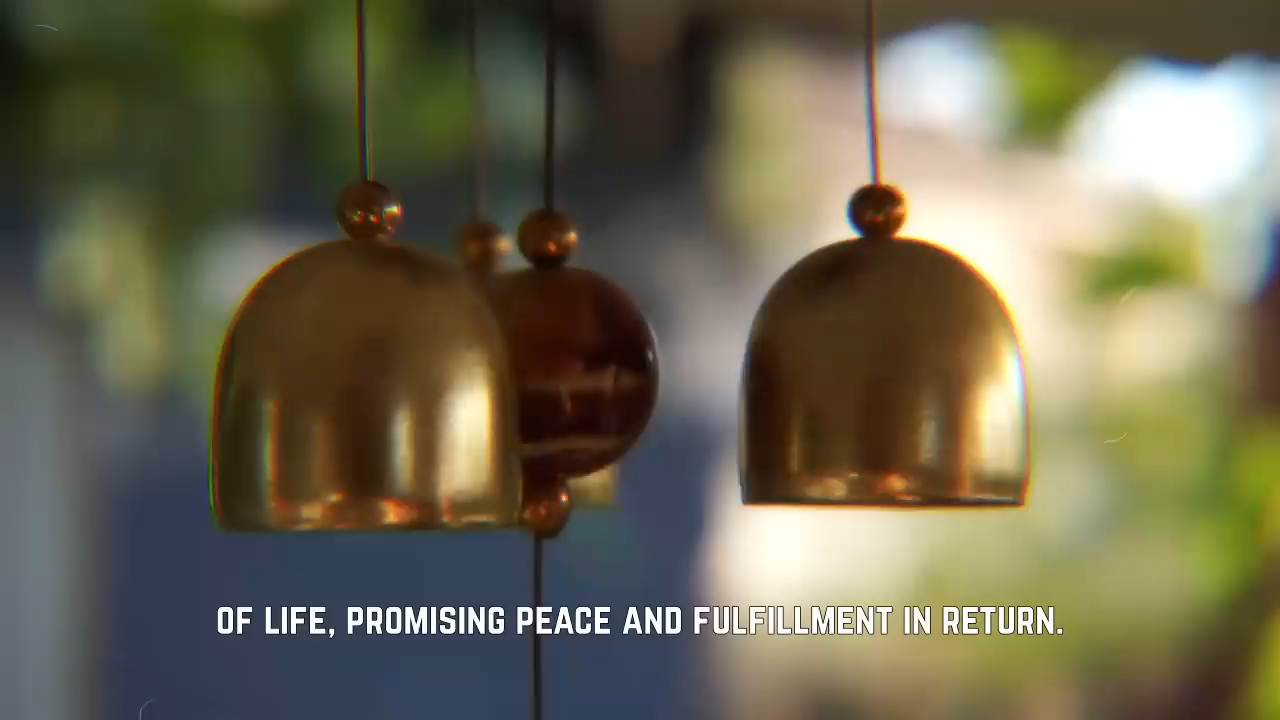 OF LIFE, PROMISING PEACE AND FULFILLMENT IN RETURN.